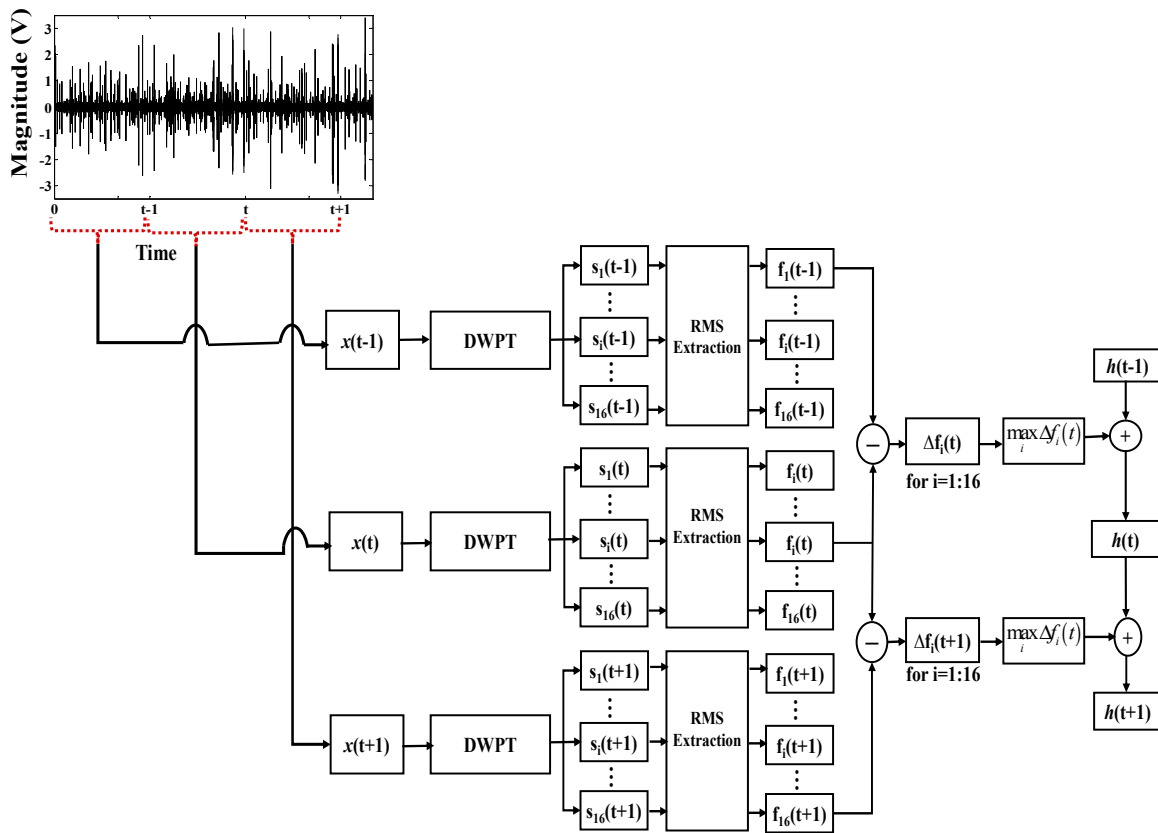 Magnitude (V)
3
2
1
0
-1
-2
-3
0 t-1 t t+1
Time
x(t-1)
DWPT
s1(t-1)
si(t-1)
s16(t-1)
RMS
Extraction
f1(t-1)
fi(t-1)
f16(t-1)
x(t)
DWPT
s1(t)
si(t)
s16(t)
RMS
Extraction
fi(t)
fi(t)
f16(t)
x(t+1)
DWPT
s1(t+1)
si(t+1)
s16(t+1)
RMS
Extraction
f1(t+1)
fi(t+1)
f16(t+1)
−
Δfi(t)
for i=1:16
max Δfi(t)
i
h(t-1)
+
h(t)
−
Δfi(t+1)
for i=1:16
max Δfi(t)
i
+
h(t+1)